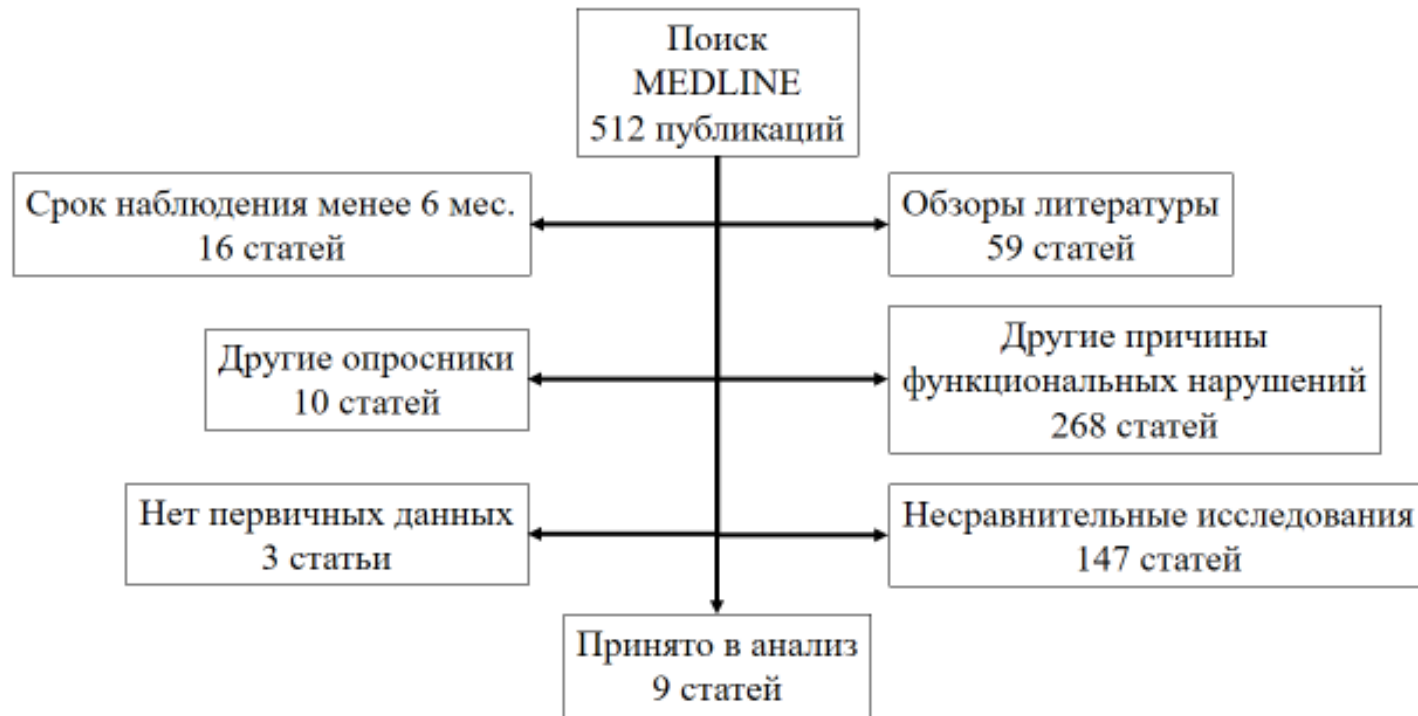 Поиск
MEDLINE
512 публикаций
Срок наблюдения менее 6 мес.
16 статей
Обзоры литературы
59 статей
Другие опросники
10 статей
Другие причины
функциональных нарушений
268 статей
Нет первичных данных
3 статьи
Несравнительные исследования
147 статей
Принято в анализ
9 статей